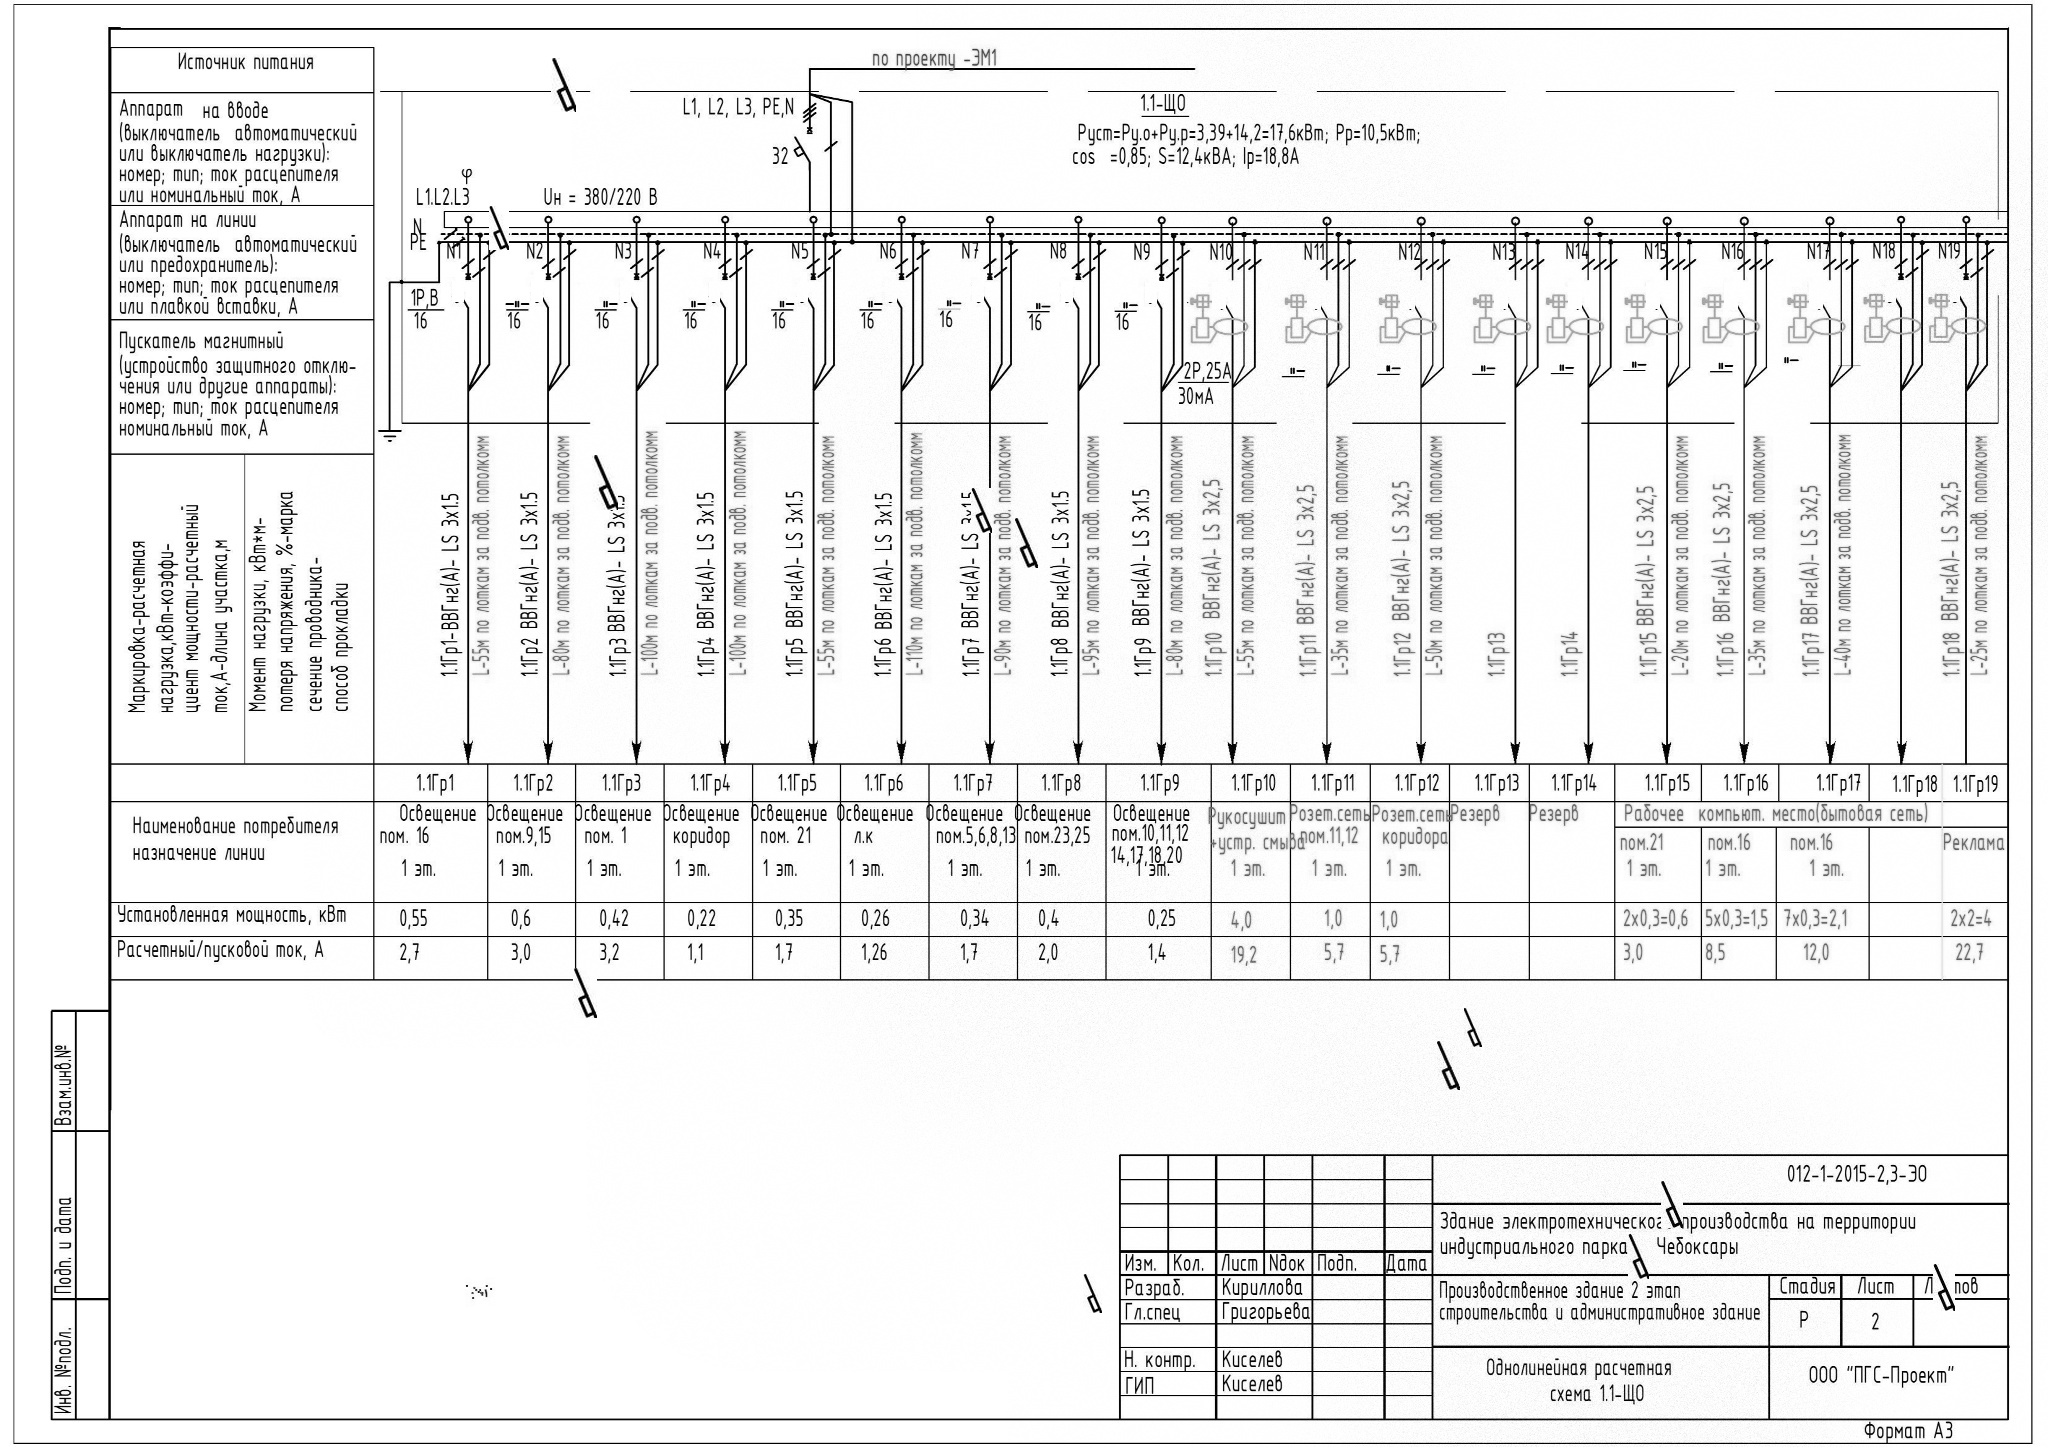 Источник питания
Аппарат на вводе
(выключатель автоматический
или выключатель нагрузки):
номер; тип; ток расцепителя
или номинальный ток, А
Аппарат на линии
(выключатель автоматический
или предохранитель):
номер; тип; ток расцепителя
или плавкой вставки, А
Пускатель магнитный
(устройство защитного отклю-
чения или другие аппараты):
номер; тип; ток расцепителя
номинальный ток, А
Маркировка-расчетная
нагрузка,кВт-коэффи-
циент мощности-расчетный
ток,А-длина участка,м
Момент нагрузки, кВт*м-
потеря напряжения, %-марка
сечение проводника-
способ прокладки
по проекту -ЭМ1
L1, L2, L3, PE,N
32
1.1-ЩО
Руст=Ру.о+Ру.р=3,39+14,2=17,6кВт; Рр=10,5кВт;
cos =0,85; S=12,4кВА; Iр=18,8А
φ
L1.L2.L3
Uн = 380/220 В
N
PE
N1 N2 N3 N4 N5 N6 N7 N8 N9 N10 N11 N12 N13 N14 N15 N16 N17 N18 N19
1Р,В
16
"-
16
"-
16
"-
16
"-
16
"-
16
"-
16
"-
16
"-
16
2Р,25А
30мА
"- "- "- "- "- "- "-
1.1Гр1-ВВГнг(А)- LS 3х1.5
L-55м по лоткам за подв. потолкомм
1.1Гр2 ВВГнг(А)- LS 3х1.5
L-80м по лоткам за подв. потолкомм
1.1Гр3 ВВГнг(А)- LS 3х1.5
L-100м по лоткам за подв. потолкомм
1.1Гр4 ВВГнг(А)- LS 3х1.5
L-100м по лоткам за подв. потолкомм
1.1Гр5 ВВГнг(А)- LS 3х1.5
L-55м по лоткам за подв. потолкомм
1.1Гр6 ВВГнг(А)- LS 3х1.5
L-110м по лоткам за подв. потолкомм
1.1Гр7 ВВГнг(А)- LS 3х1.5
L-90м по лоткам за подв. потолкомм
1.1Гр8 ВВГнг(А)- LS 3х1.5
L-95м по лоткам за подв. потолкомм
1.1Гр9 ВВГнг(А)- LS 3х1.5
L-80м по лоткам за подв. потолкомм
1.1Гр10 ВВГнг(А)- LS 3х2,5
L-55м по лоткам за подв. потолкомм
1.1Гр11 ВВГнг(А)- LS 3х2,5
L-35м по лоткам за подв. потолкомм
1.1Гр12 ВВГнг(А)- LS 3х2,5
L-50м по лоткам за подв. потолкомм
1.1Гр13
1.1Гр14
1.1Гр15 ВВГнг(А)- LS 3х2,5
L-20м по лоткам за подв. потолкомм
1.1Гр16 ВВГнг(А)- LS 3х2,5
L-35м по лоткам за подв. потолкомм
1.1Гр17 ВВГнг(А)- LS 3х2,5
L-40м по лоткам за подв. потолкомм
1.1Гр18 ВВГнг(А)- LS 3х2,5
L-25м по лоткам за подв. потолкомм
1.1Гр1 1.1Гр2 1.1Гр3 1.1Гр4 1.1Гр5 1.1Гр6 1.1Гр7 1.1Гр8 1.1Гр9 1.1Гр10 1.1Гр11 1.1Гр12 1.1Гр13 1.1Гр14 1.1Гр15 1.1Гр16 1.1Гр17 1.1Гр18 1.1Гр19
Наименование потребителя
назначение линии
Освещение
пом. 16
1 эт.
Освещение
пом.9,15
1 эт.
Освещение
пом. 1
1 эт.
Освещение
коридор
1 эт.
Освещение
пом. 21
1 эт.
Освещение
л.к
1 эт.
Освещение
пом.5,6,8,13
1 эт.
Освещение
пом.23,25
1 эт.
Освещение
пом.10,11,12
14,17,18,20
1 эт.
Рукосушит
+устр. смыва
1 эт.
Розет.сеть
пом.11,12
1 эт.
Розет.сеть
коридора
1 эт.
Резерв
Резерв
Рабочее компьют. место(бытовая сеть)
пом.21
1 эт.
пом.16
1 эт.
пом.16
1 эт.
Реклама
Установленная мощность, кВт 0,55 0,6 0,42 0,22 0,35 0,26 0,34 0,4 0,25 4,0 1,0 1,0 2х0,3=0,6 5х0,3=1,5 7х0,3=2,1 2х2=4
Расчетный/пусковой ток, А 2,7 3,0 3,2 1,1 1,7 1,26 1,7 2,0 1,4 19,2 5,7 5,7 3,0 8,5 12,0 22,7
Взам.инв.№
Подп. и дата
Инв. №подл.
012-1-2015-2,3-ЭО
Здание электротехническо производства на территории
индустриального парка Чебоксары
Изм. Кол. Лист Nдок Подп. Дата
Разраб. Кириллова
Гл.спец Григорьева
Н. контр. Киселев
ГИП Киселев
Производственное здание 2 этап
строительства и административное здание
Стадия Лист
Р 2
Однолинейная расчетная
схема 1.1-ЩО
ООО "ПГС-Проект"
Формат А3